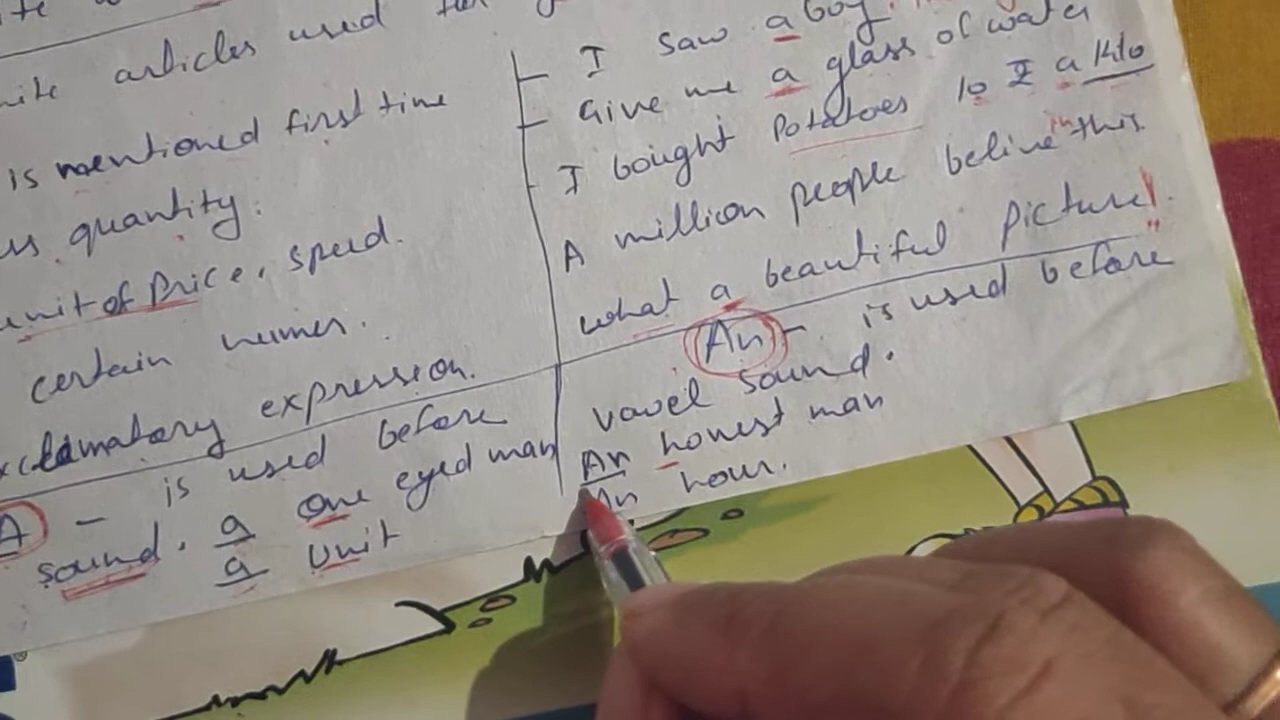 articles used
is mentioned first time
quantity.
unit of price, speed.
certain
exclamatory expression.
A - is used before
sound. a one eyed man
a unit
I saw a boy
Give me a glass of water
I bought Potatoes 10 ₹ a kilo
A million people belive in this.
what a beautiful picture!
An - is used before
vowel sound.
An honest man
An hour.